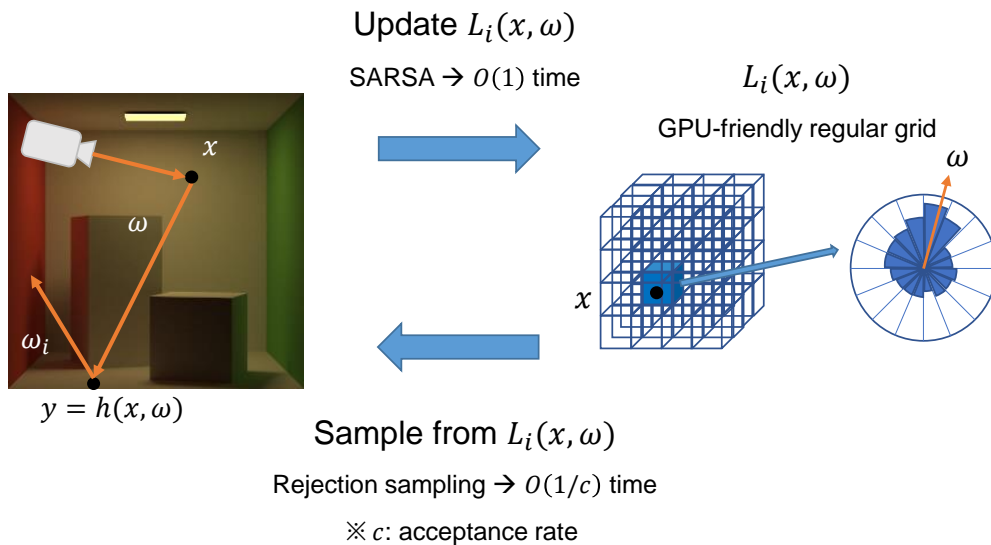 Update 𝐿𝑖(𝑥, 𝜔)
SARSA → 𝑂(1) time
𝐿𝑖(𝑥, 𝜔)
GPU-friendly regular grid
𝑥
𝜔
𝜔
𝑥
𝜔𝑖
𝑦 = ℎ(𝑥, 𝜔)
Sample from 𝐿𝑖(𝑥, 𝜔)
Rejection sampling → 𝑂(1/𝑐) time
※ 𝑐: acceptance rate